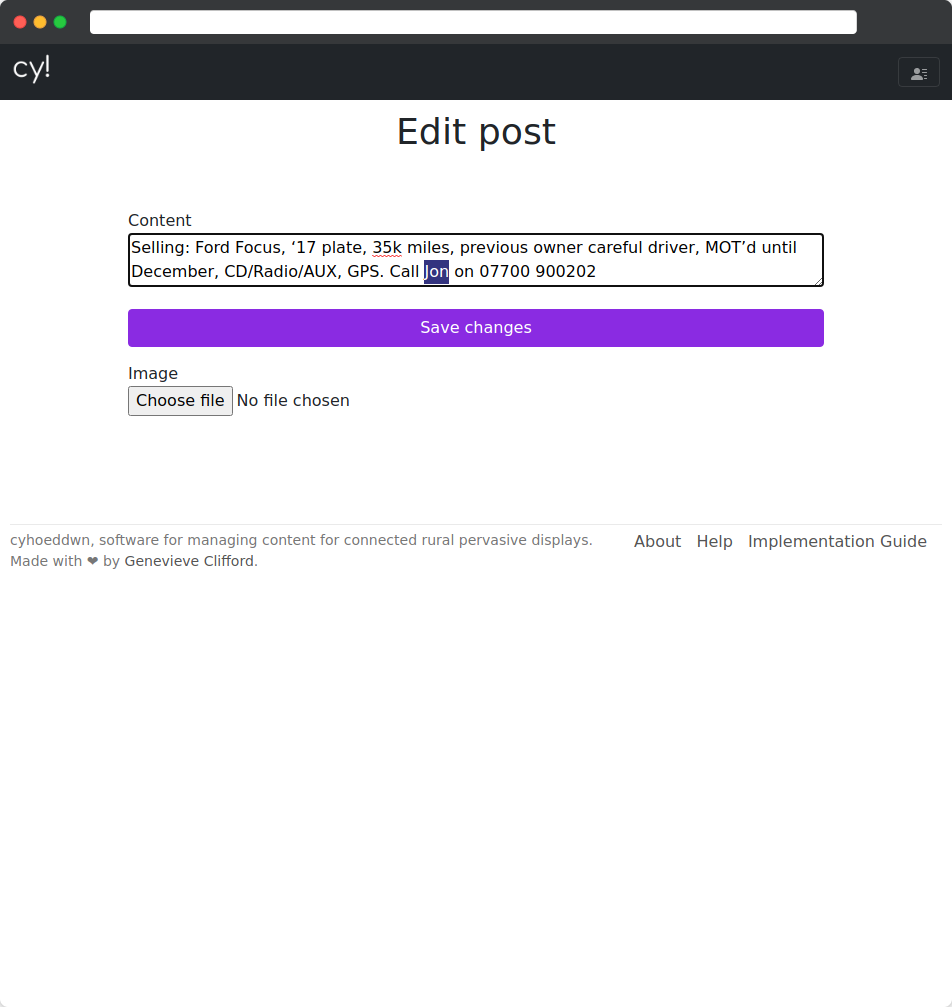 cy!
Edit post
Content
Selling: Ford Focus, ‘17 plate, 35k miles, previous owner careful driver, MOT’d until
December, CD/Radio/AUX, GPS. Call Jon on 07700 900202
Save changes
Image
Choose file No file chosen
cyhoeddwn, software for managing content for connected rural pervasive displays.
Made with ❤ by Genevieve Clifford.
About Help Implementation Guide